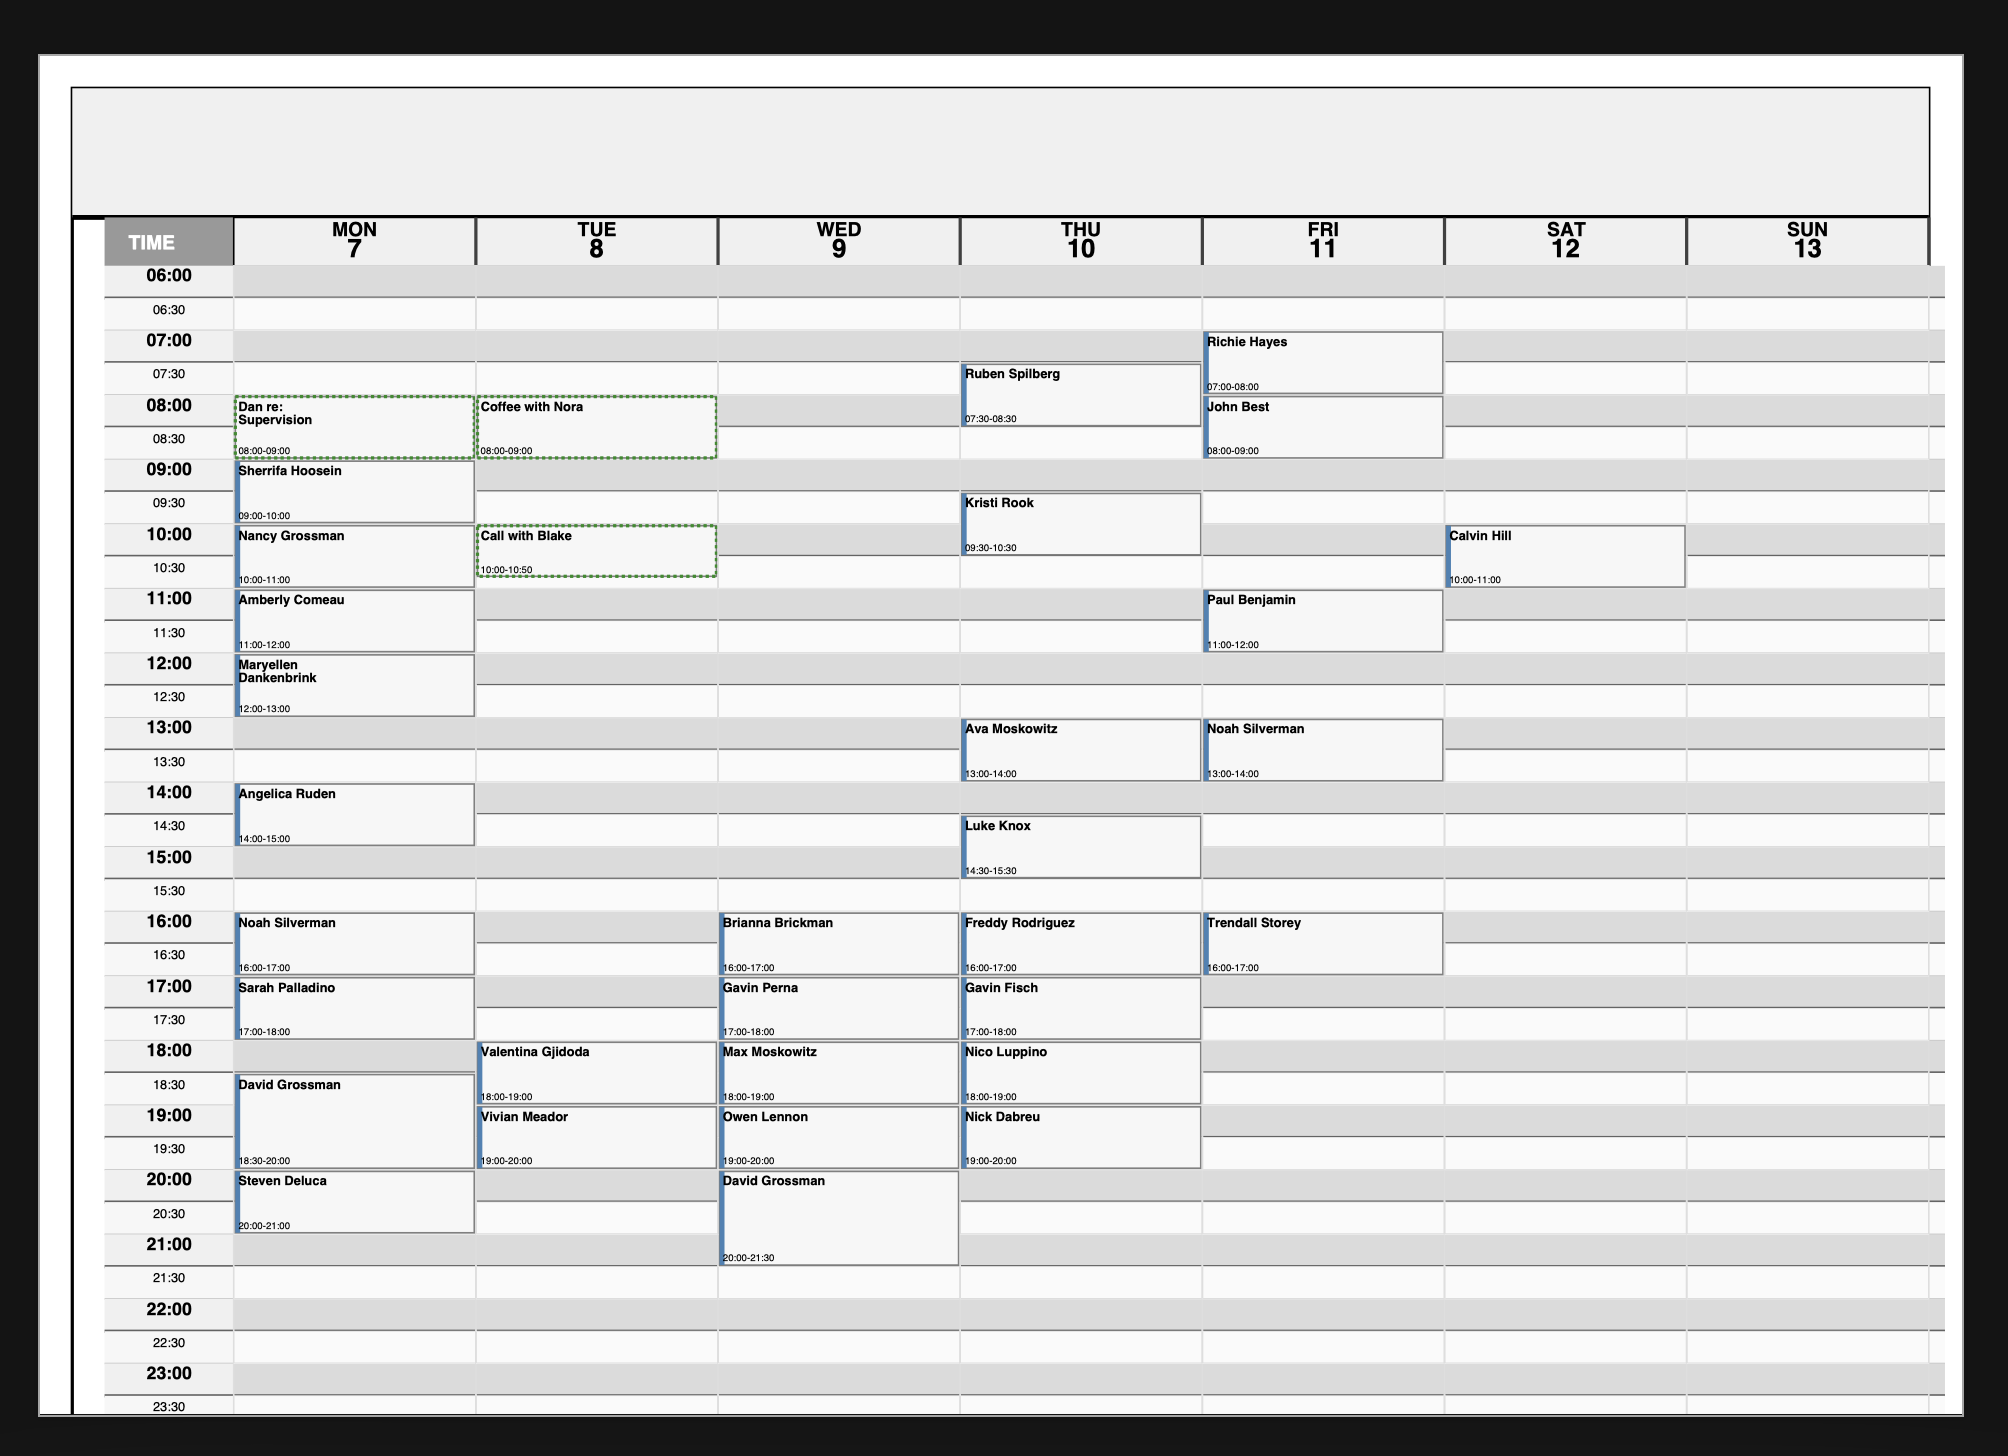 TIME
MON
7
TUE
8
WED
9
THU
10
FRI
11
SAT
12
SUN
13
06:00
06:30
07:00
07:30
08:00
08:30
09:00
09:30
10:00
10:30
11:00
11:30
12:00
12:30
13:00
13:30
14:00
14:30
15:00
15:30
16:00
16:30
17:00
17:30
18:00
18:30
19:00
19:30
20:00
20:30
21:00
21:30
22:00
22:30
23:00
23:30
Dan re:
Supervision
08:00-09:00
Sherrifa Hoosein
09:00-10:00
Nancy Grossman
10:00-11:00
Amberly Comeau
11:00-12:00
Maryellen
Dankenbrink
12:00-13:00
Angelica Ruden
14:00-15:00
Noah Silverman
16:00-17:00
Sarah Palladino
17:00-18:00
David Grossman
18:30-20:00
Steven Deluca
20:00-21:00
Coffee with Nora
08:00-09:00
Call with Blake
10:00-10:50
Valentina Gjidoda
18:00-19:00
Vivian Meador
19:00-20:00
Brianna Brickman
16:00-17:00
Gavin Perna
17:00-18:00
Max Moskowitz
18:00-19:00
Owen Lennon
19:00-20:00
David Grossman
20:00-21:30
Ruben Spilberg
07:30-08:30
Kristi Rook
09:30-10:30
Ava Moskowitz
13:00-14:00
Luke Knox
14:30-15:30
Freddy Rodriguez
16:00-17:00
Gavin Fisch
17:00-18:00
Nico Luppino
18:00-19:00
Nick Dabreu
19:00-20:00
Richie Hayes
07:00-08:00
John Best
08:00-09:00
Paul Benjamin
11:00-12:00
Noah Silverman
13:00-14:00
Trendall Storey
16:00-17:00
Calvin Hill
10:00-11:00